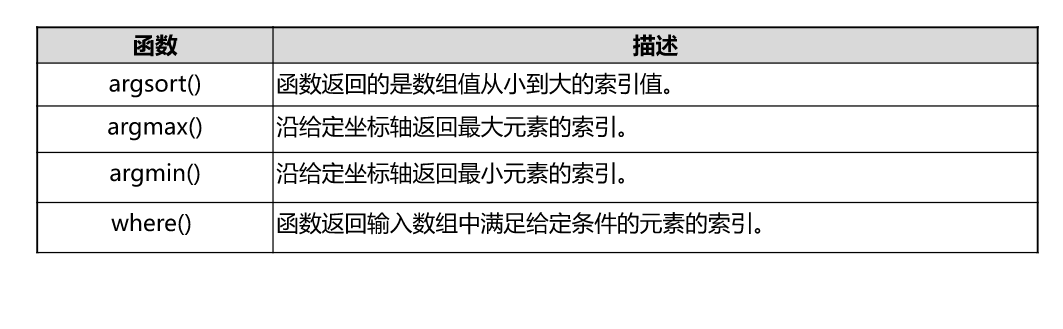 函数 描述
argsort() 函数返回的是数组值从小到大的索引值。
argmax() 沿给定坐标轴返回最大元素的索引。
argmin() 沿给定坐标轴返回最小元素的索引。
where() 函数返回输入数组中满足给定条件的元素的索引。